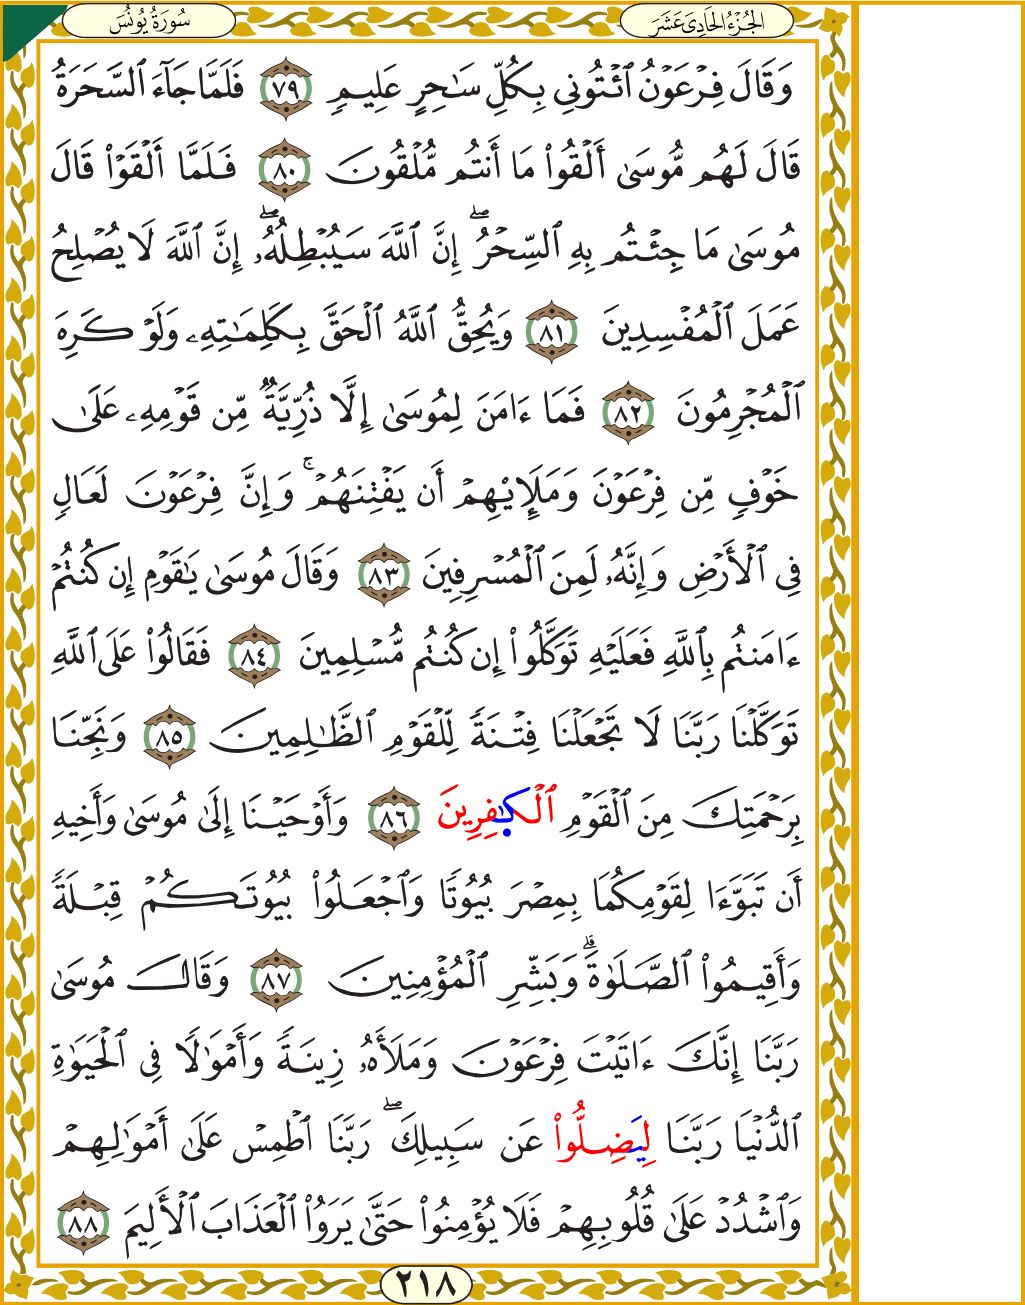 الجُزْءُ الحَادِيَ عَشَرَ
سُورَةُ يُونُسَ
وَقَالَ فِرْعَوْنُ ٱئْتُونِي بِكُلِّ سَٰحِرٍ عَلِيمٖ ٧٩ فَلَمَّا جَآءَ ٱلسَّحَرَةُ
قَالَ لَهُم مُّوسَىٰ أَلْقُوا۟ مَا أَنتُم مُّلْقُونَ ٨٠ فَلَمَّا أَلْقَوْا۟ قَالَ
مُوسَىٰ مَا جِئْتُم بِهِ ٱلسِّحْرُۖ إِنَّ ٱللَّهَ سَيُبْطِلُهُۥۖ إِنَّ ٱللَّهَ لَا يُصْلِحُ
عَمَلَ ٱلْمُفْسِدِينَ ٨١ وَيُحِقُّ ٱللَّهُ ٱلْحَقَّ بِكَلِمَٰتِهِۦ وَلَوْ كَرِهَ
ٱلْمُجْرِمُونَ ٨٢ فَمَا ءَامَنَ لِمُوسَىٰ إِلَّا ذُرِّيَّةٌ مِّن قَوْمِهِۦ عَلَىٰ
خَوْفٍ مِّن فِرْعَوْنَ وَمَلَإِي۟هِمْ أَن يَفْتِنَهُمْۚ وَإِنَّ فِرْعَوْنَ لَعَالٍ
فِي ٱلْأَرْضِ وَإِنَّهُۥ لَمِنَ ٱلْمُسْرِفِينَ ٨٣ وَقَالَ مُوسَىٰ يَٰقَوْمِ إِن كُنتُمْ
ءَامَنتُم بِٱللَّهِ فَعَلَيْهِ تَوَكَّلُوا۟ إِن كُنتُم مُّسْلِمِينَ ٨٤ فَقَالُوا۟ عَلَى ٱللَّهِ
تَوَكَّلْنَا رَبَّنَا لَا تَجْعَلْنَا فِتْنَةً لِّلْقَوْمِ ٱلظَّٰلِمِينَ ٨٥ وَنَجِّنَا
بِرَحْمَتِكَ مِنَ ٱلْقَوْمِ ٱلْكَٰفِرِينَ ٨٦ وَأَوْحَيْنَا إِلَىٰ مُوسَىٰ وَأَخِيهِ
أَن تَبَوَّءَا لِقَوْمِكُمَا بِمِصْرَ بُيُوتًا وَٱجْعَلُوا۟ بُيُوتَكُمْ قِبْلَةً
وَأَقِيمُوا۟ ٱلصَّلَوٰةَۗ وَبَشِّرِ ٱلْمُؤْمِنِينَ ٨٧ وَقَالَ مُوسَىٰ
رَبَّنَا إِنَّكَ ءَاتَيْتَ فِرْعَوْنَ وَمَلَأَهُۥ زِينَةً وَأَمْوَٰلًا فِي ٱلْحَيَوٰةِ
ٱلدُّنْيَا رَبَّنَا لِيَضِلُّوا۟ عَن سَبِيلِكَۖ رَبَّنَا ٱطْمِسْ عَلَىٰ أَمْوَٰلِهِمْ
وَٱشْدُدْ عَلَىٰ قُلُوبِهِمْ فَلَا يُؤْمِنُوا۟ حَتَّىٰ يَرَوُا۟ ٱلْعَذَابَ ٱلْأَلِيمَ ٨٨
٢١٨